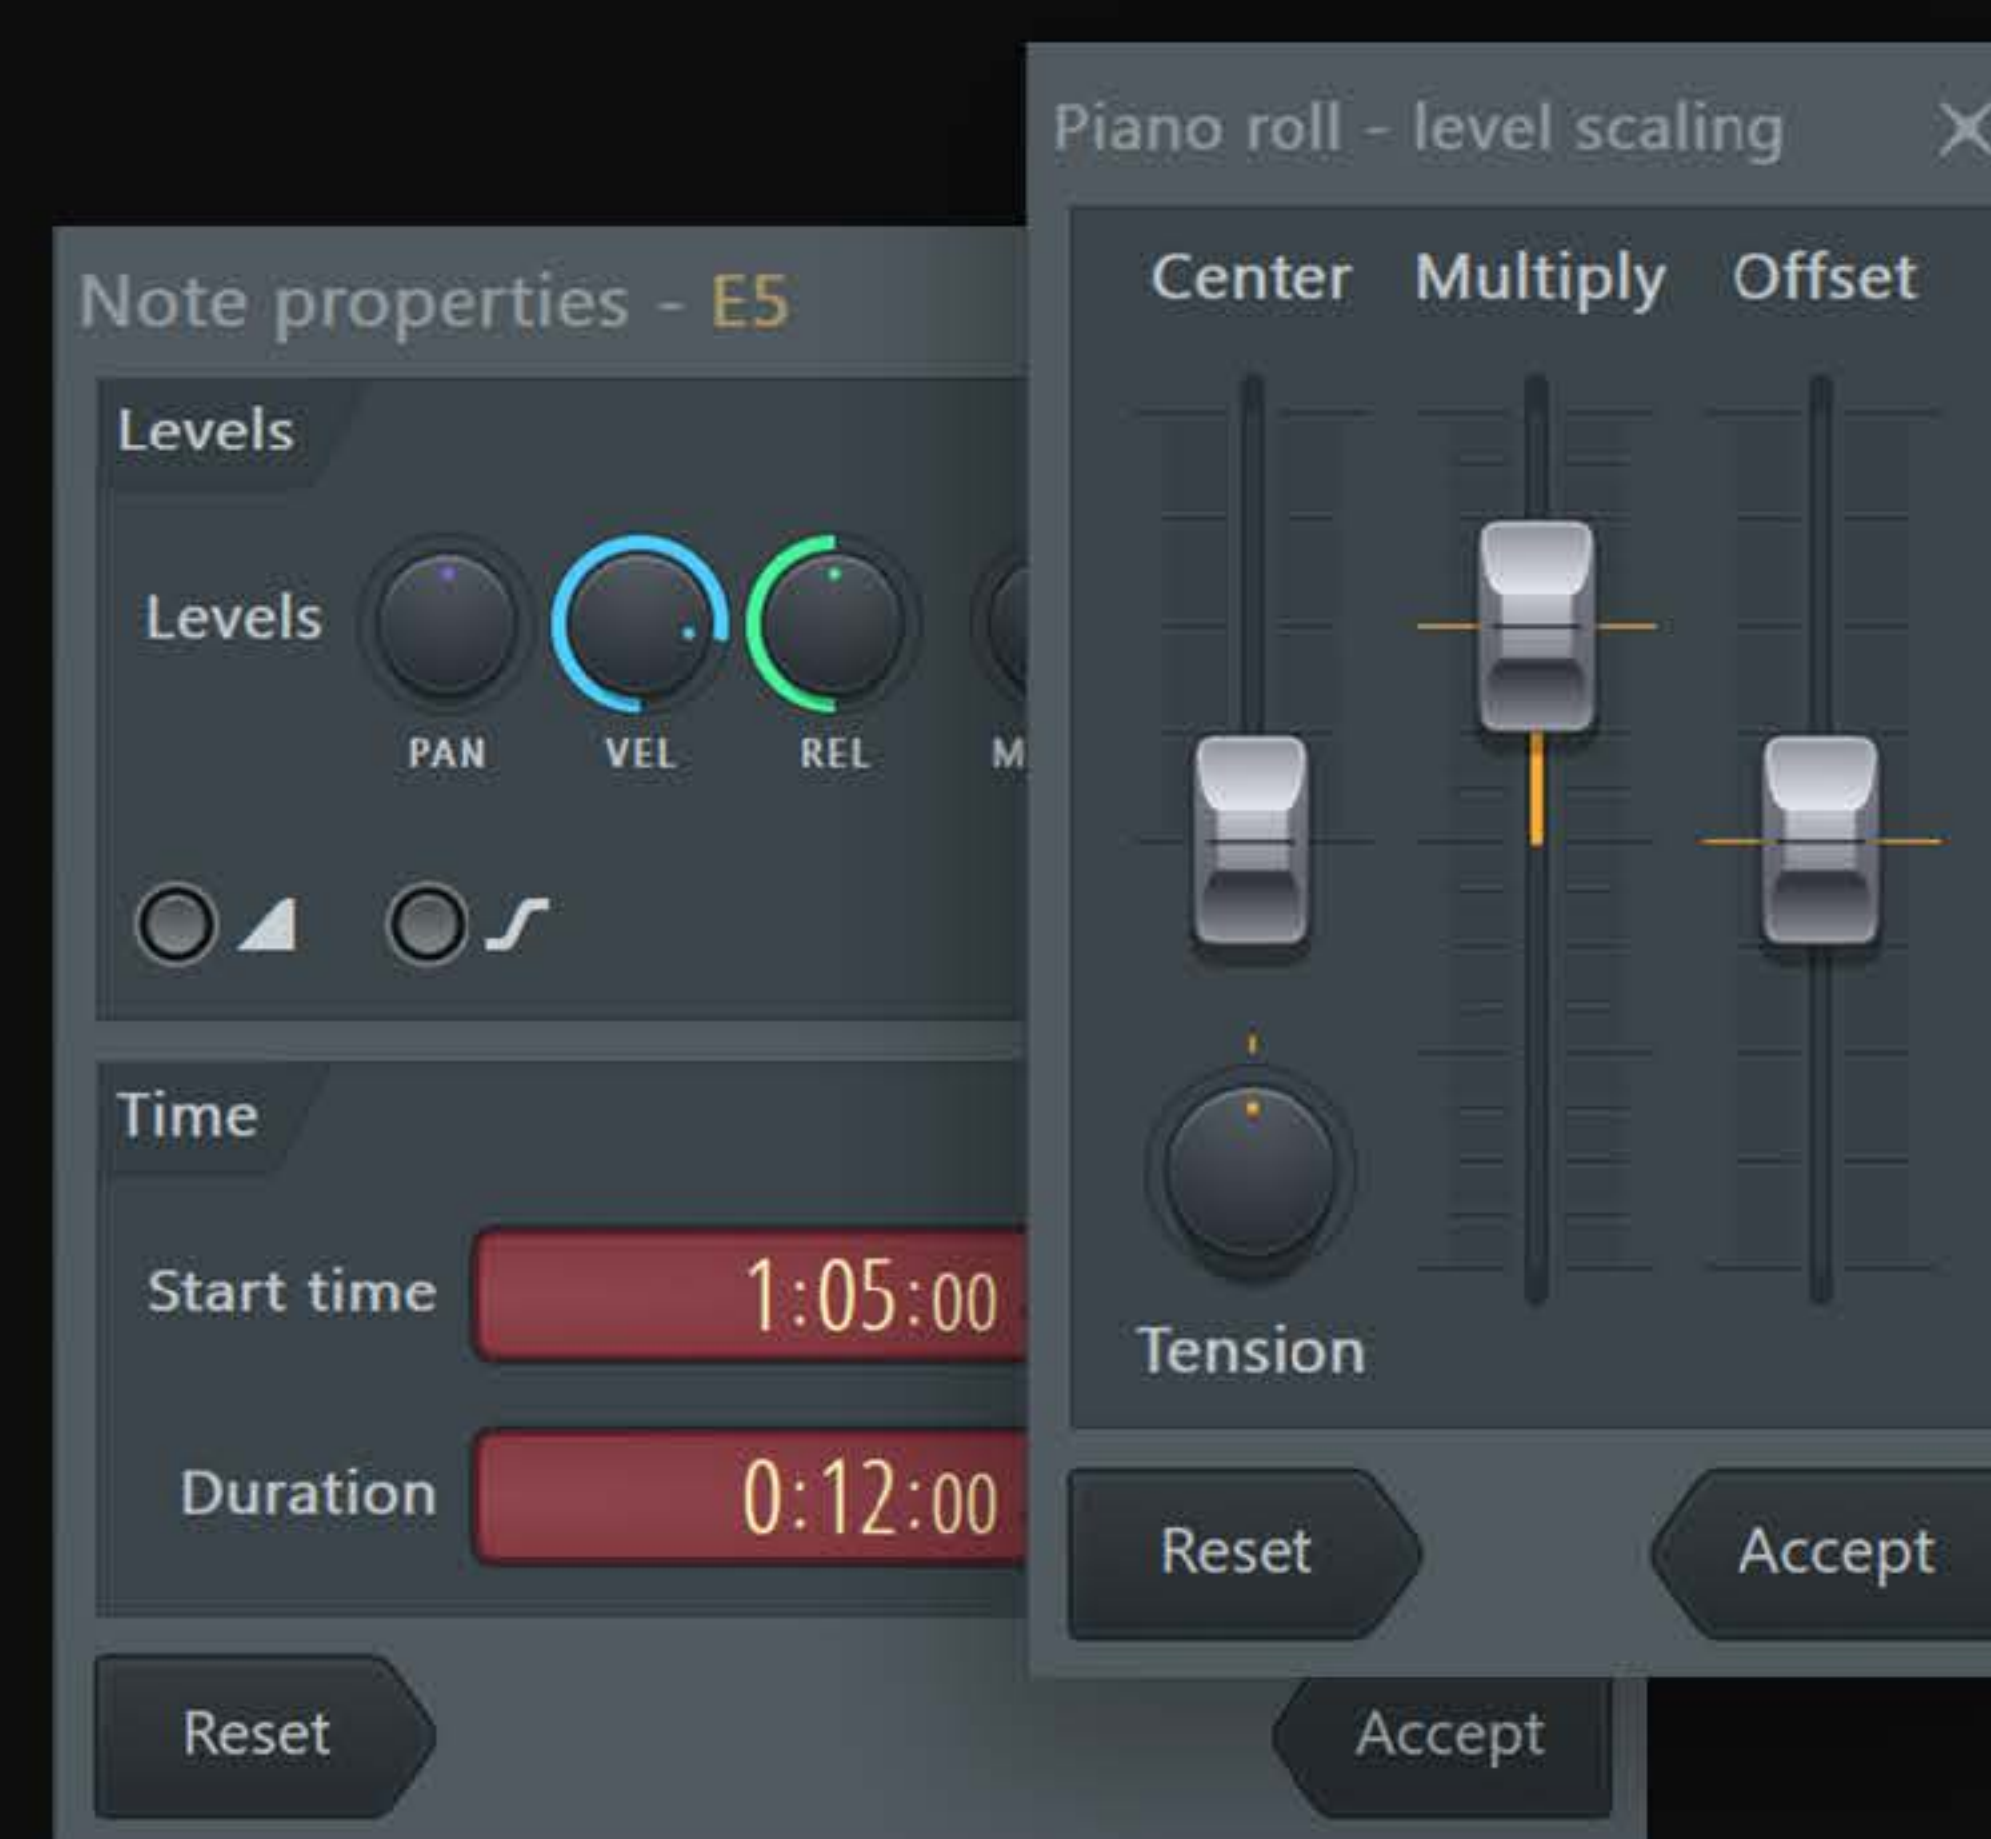 Piano roll - level scaling
Center Multiply Offset
Tension
Reset Accept
Note properties - E5
Levels
Levels
PAN VEL REL
Time
Start time 1:05:00
Duration 0:12:00
Reset Accept